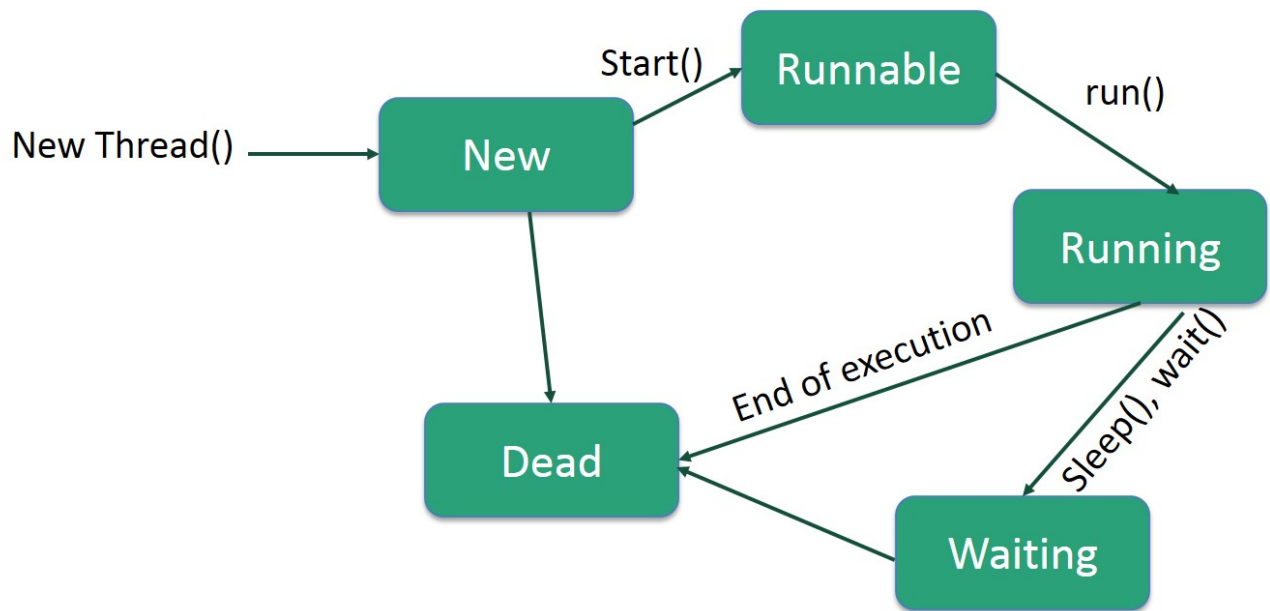 Runnable
Start()
run()
New Thread()
New
Running
End of execution
Sleep(), wait()
Dead
Waiting